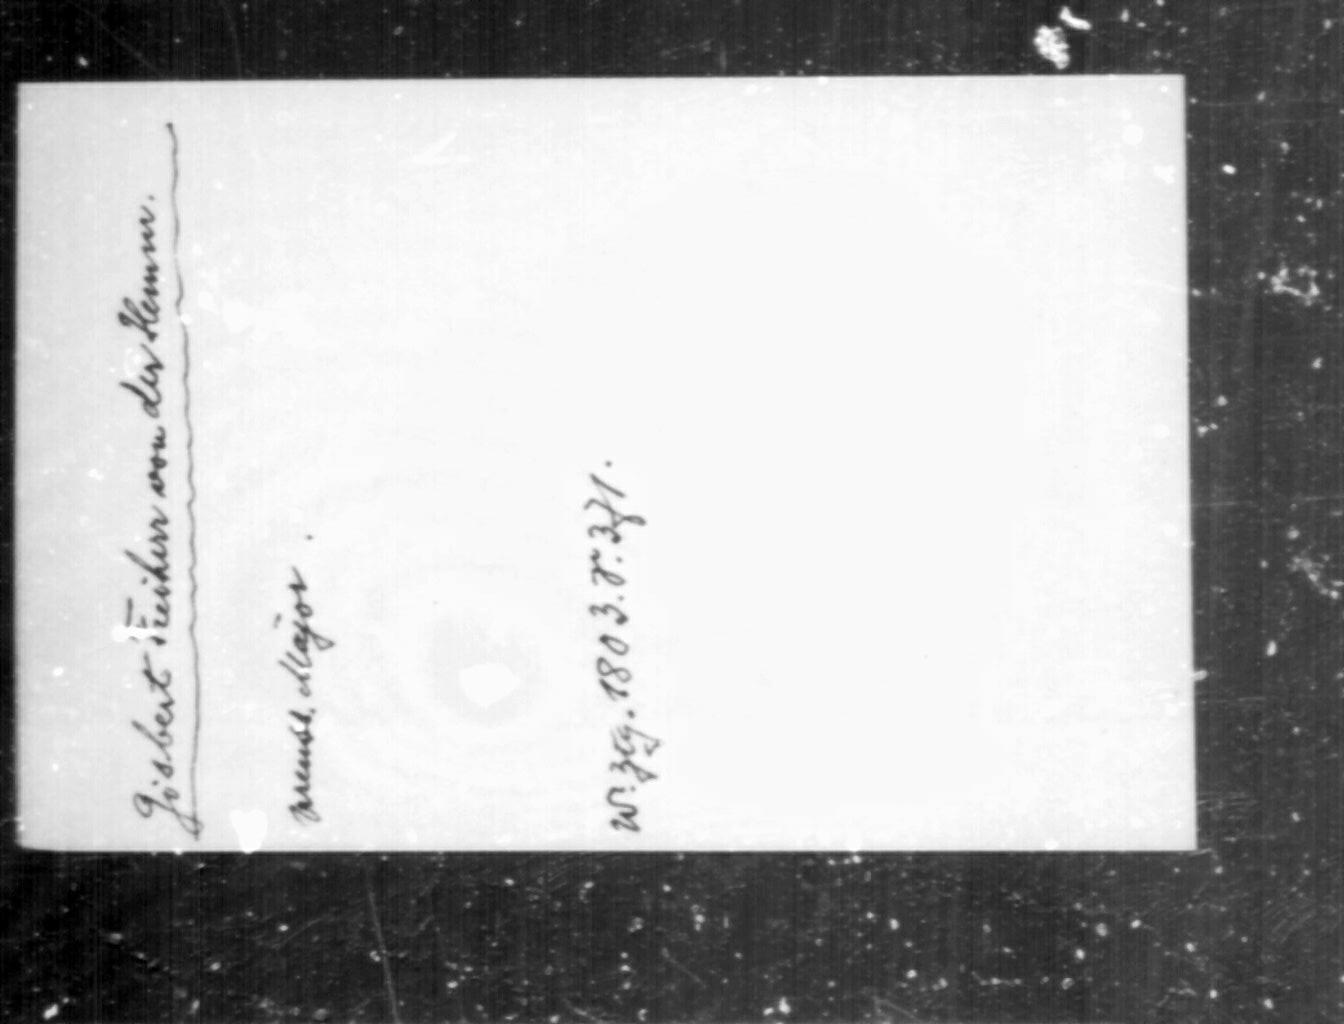 Gisbert Freiherr von der Hemm.
preuss. Major.
W. Ztg. 1803. S. 371.